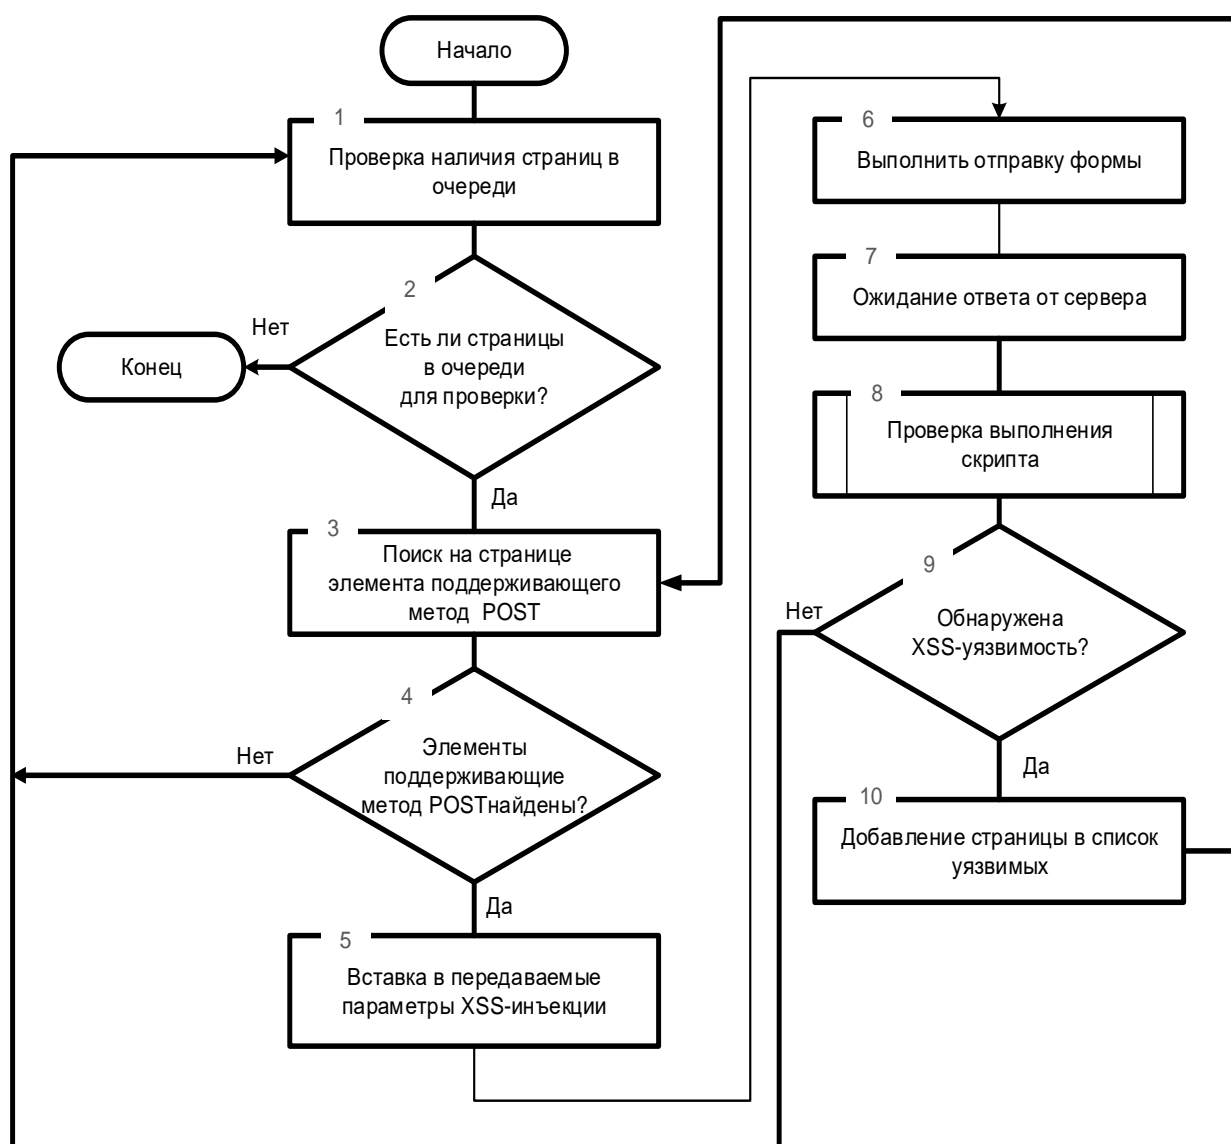 Начало
1
Проверка наличия страниц в
очереди
2
Есть ли страницы
в очереди
для проверки?
Нет
Конец
Да
3
Поиск на странице
элемента поддерживающего
метод POST
4
Элементы
поддерживающие
метод POSTнайдены?
Нет
Да
5
Вставка в передаваемые
параметры XSS-инъекции
6
Выполнить отправку формы
7
Ожидание ответа от сервера
8
Проверка выполнения
скрипта
9
Обнаружена
XSS-уязвимость?
Нет
Да
10
Добавление страницы в список
уязвимых